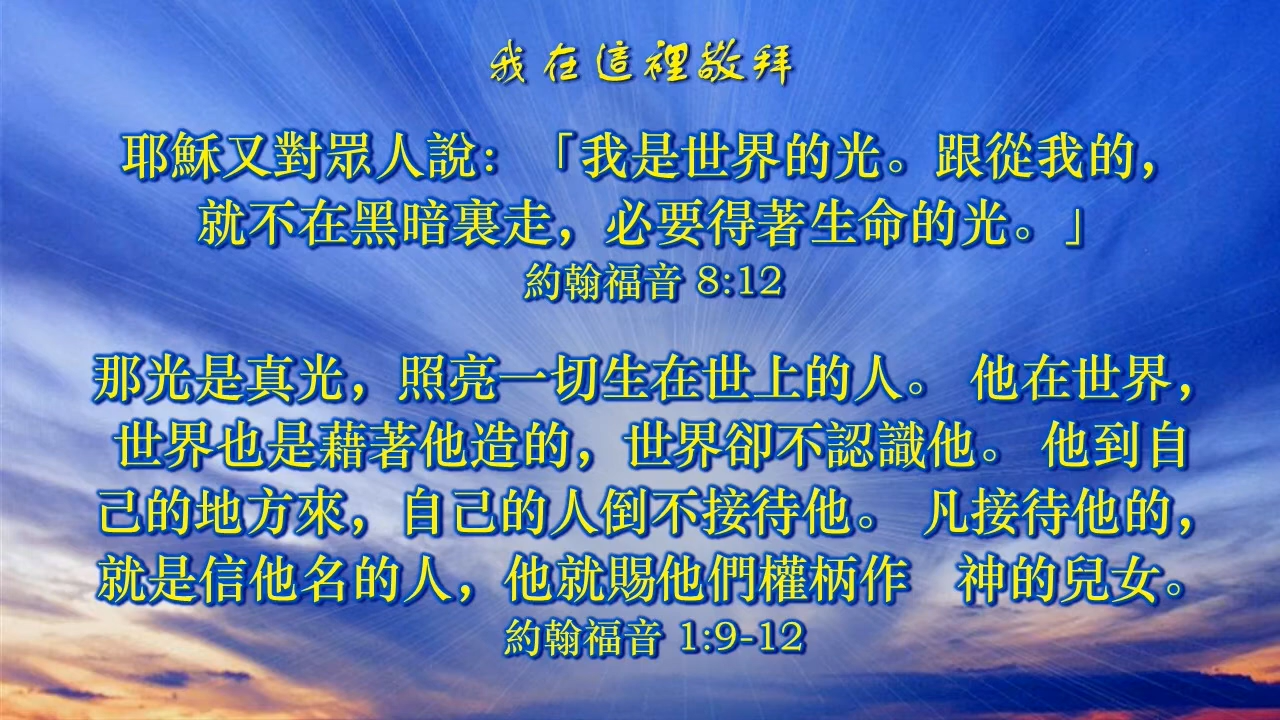 我在這裡敬拜
耶穌又對眾人說：「我是世界的光。跟從我的，
就不在黑暗裏走，必要得著生命的光。」
約翰福音 8:12
那光是真光，照亮一切生在世上的人。 他在世界，
世界也是藉著他造的，世界卻不認識他。 他到自
己的地方來，自己的人倒不接待他。 凡接待他的，
就是信他名的人，他就賜他們權柄作　神的兒女。
約翰福音 1:9-12